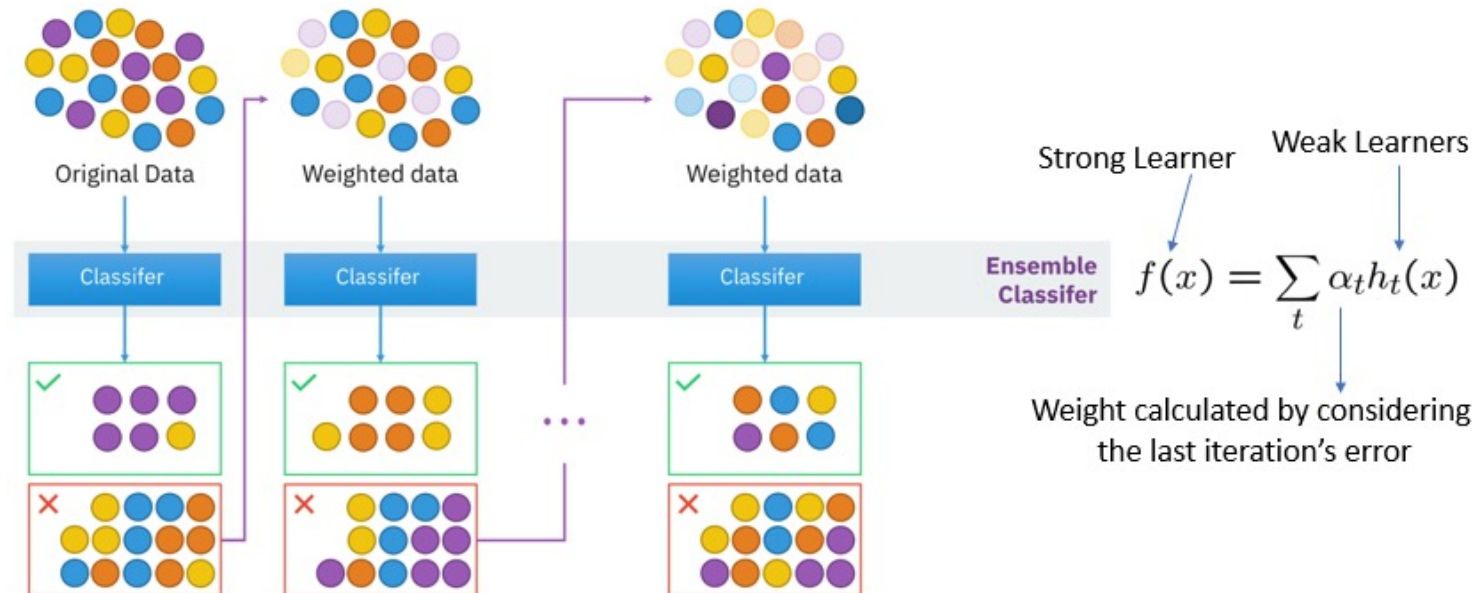 Original Data
Weighted data
Weighted data
Strong Learner
Weak Learners
Classifer
Classifer
Classifer
Ensemble
Classifer
f(x) = ∑_t α_t h_t(x)
Weight calculated by considering
the last iteration's error